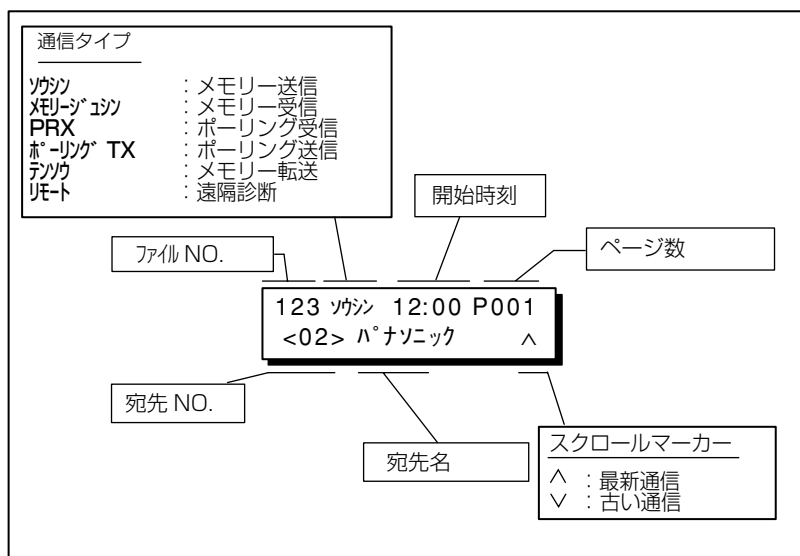 通信タイプ
ｿｳｼﾝ : メモリー送信
ﾒﾓﾘｰｼﾞｭｼﾝ : メモリー受信
PRX : ポーリング受信
ﾎﾟｰﾘﾝｸﾞ TX : ポーリング送信
ﾃﾝｿｳ : メモリー転送
ﾘﾓｰﾄ : 遠隔診断
開始時刻
ﾌｧｲﾙ NO.
ページ数
123 ｿｳｼﾝ 12:00 P001
<02> ﾊﾟﾅｿﾆｯｸ ∧
宛先 NO.
宛先名
スクロールマーカー
∧ : 最新通信
∨ : 古い通信